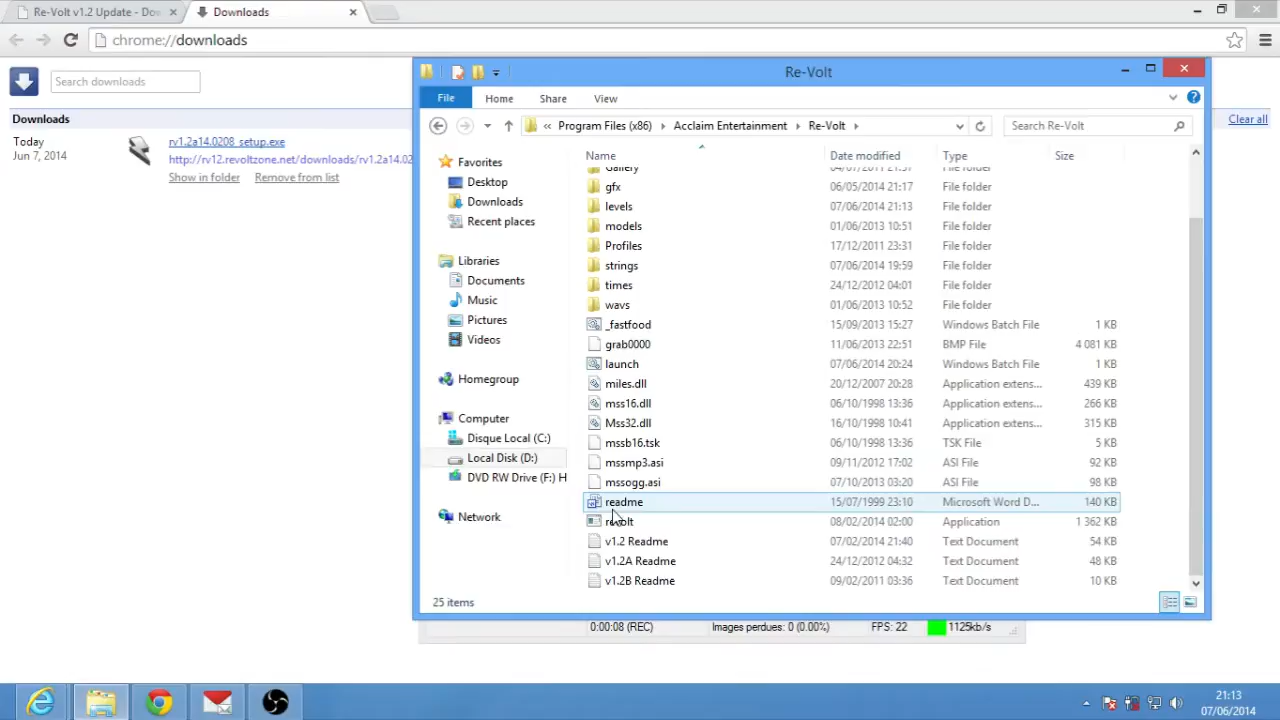 Re-Volt v1.2 Update - Dow
Downloads
chrome://downloads
Search downloads
Downloads
Clear all
Today
Jun 7, 2014
rv1.2a14.0208_setup.exe
http://rv12.revoltzone.net/downloads/rv1.2a14.02
Show in folder
Remove from list
Re-Volt
File
Home
Share
View
« Program Files (x86)
Acclaim Entertainment
Re-Volt
Search Re-Volt
Favorites
Desktop
Downloads
Recent places
Libraries
Documents
Music
Pictures
Videos
Homegroup
Computer
Disque Local (C:)
Local Disk (D:)
DVD RW Drive (F:) H
Network
Name Date modified Type Size
Gallery 04/07/2011 21:37 File folder
gfx 06/05/2014 21:17 File folder
levels 07/06/2014 21:13 File folder
models 01/06/2013 10:51 File folder
Profiles 17/12/2011 23:31 File folder
strings 07/06/2014 19:59 File folder
times 24/12/2012 04:01 File folder
wavs 01/06/2013 10:52 File folder
_fastfood 15/09/2013 15:27 Windows Batch File 1 KB
grab0000 11/06/2013 22:51 BMP File 4 081 KB
launch 07/06/2014 20:24 Windows Batch File 1 KB
miles.dll 20/12/2007 20:28 Application extens... 439 KB
mss16.dll 06/10/1998 13:36 Application extens... 266 KB
Mss32.dll 16/10/1998 10:41 Application extens... 315 KB
mssb16.tsk 06/10/1998 13:36 TSK File 5 KB
mssmp3.asi 09/11/2012 17:02 ASI File 92 KB
mssogg.asi 07/10/2013 03:20 ASI File 98 KB
readme 15/07/1999 23:10 Microsoft Word D... 140 KB
revolt 08/02/2014 02:00 Application 1 362 KB
v1.2 Readme 07/02/2014 21:40 Text Document 54 KB
v1.2A Readme 24/12/2012 04:32 Text Document 48 KB
v1.2B Readme 09/02/2011 03:36 Text Document 10 KB
25 items
0:00:08 (REC)
Images perdues: 0 (0.00%)
FPS: 22
1125kb/s
21:13
07/06/2014